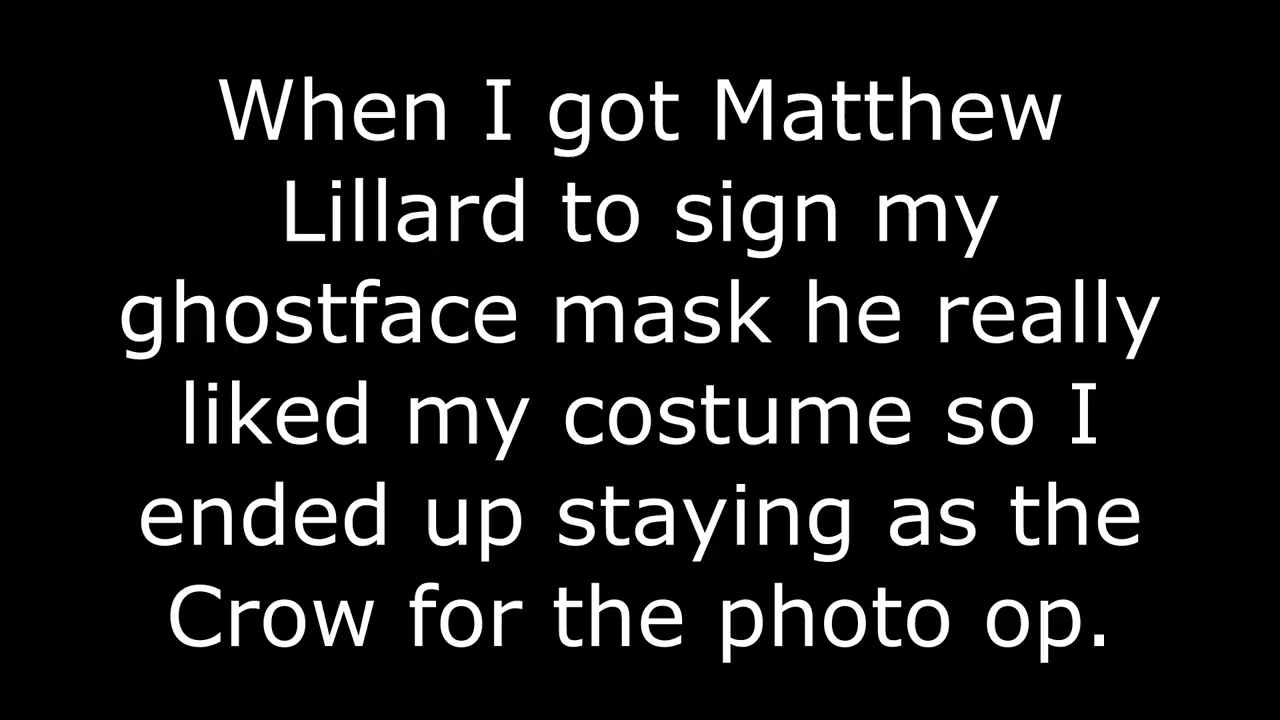 When I got Matthew
Lillard to sign my
ghostface mask he really
liked my costume so I
ended up staying as the
Crow for the photo op.